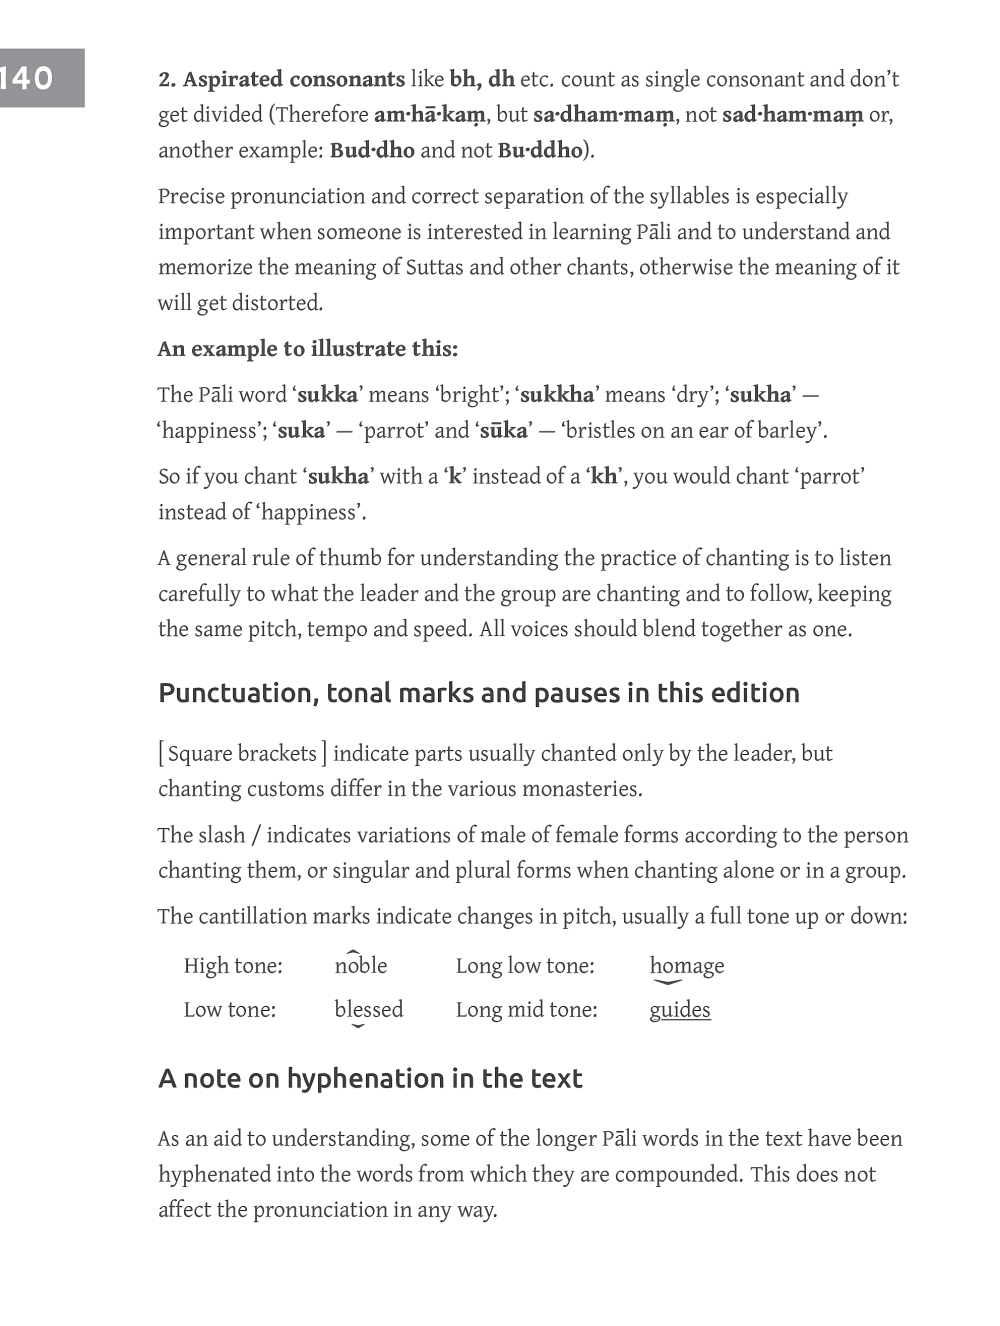 140
2. Aspirated consonants like bh, dh etc. count as single consonant and don’t
get divided (Therefore am·hā·kaṃ, but sa·dham·maṃ, not sad·ham·maṃ or,
another example: Bud·dho and not Bu·ddho).
Precise pronunciation and correct separation of the syllables is especially
important when someone is interested in learning Pāli and to understand and
memorize the meaning of Suttas and other chants, otherwise the meaning of it
will get distorted.
An example to illustrate this:
The Pāli word ‘sukka’ means ‘bright’; ‘sukkha’ means ‘dry’; ‘sukha’ —
‘happiness’; ‘suka’ — ‘parrot’ and ‘sūka’ — ‘bristles on an ear of barley’.
So if you chant ‘sukha’ with a ‘k’ instead of a ‘kh’, you would chant ‘parrot’
instead of ‘happiness’.
A general rule of thumb for understanding the practice of chanting is to listen
carefully to what the leader and the group are chanting and to follow, keeping
the same pitch, tempo and speed. All voices should blend together as one.
Punctuation, tonal marks and pauses in this edition
[ Square brackets ] indicate parts usually chanted only by the leader, but
chanting customs differ in the various monasteries.
The slash / indicates variations of male of female forms according to the person
chanting them, or singular and plural forms when chanting alone or in a group.
The cantillation marks indicate changes in pitch, usually a full tone up or down:
High tone: noble Long low tone: homage
Low tone: blessed Long mid tone: guides
A note on hyphenation in the text
As an aid to understanding, some of the longer Pāli words in the text have been
hyphenated into the words from which they are compounded. This does not
affect the pronunciation in any way.